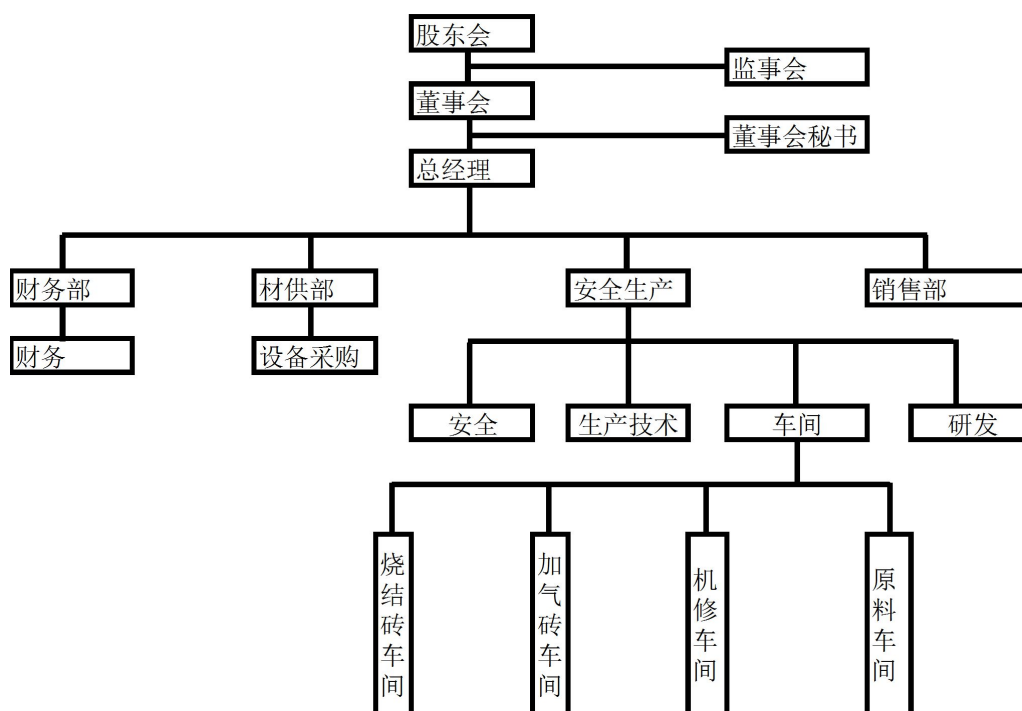 股东会
监事会
董事会
董事会秘书
总经理
财务部
材供部
安全生产
销售部
财务
设备采购
安全
生产技术
车间
研发
烧结砖车间
加气砖车间
机修车间
原料车间